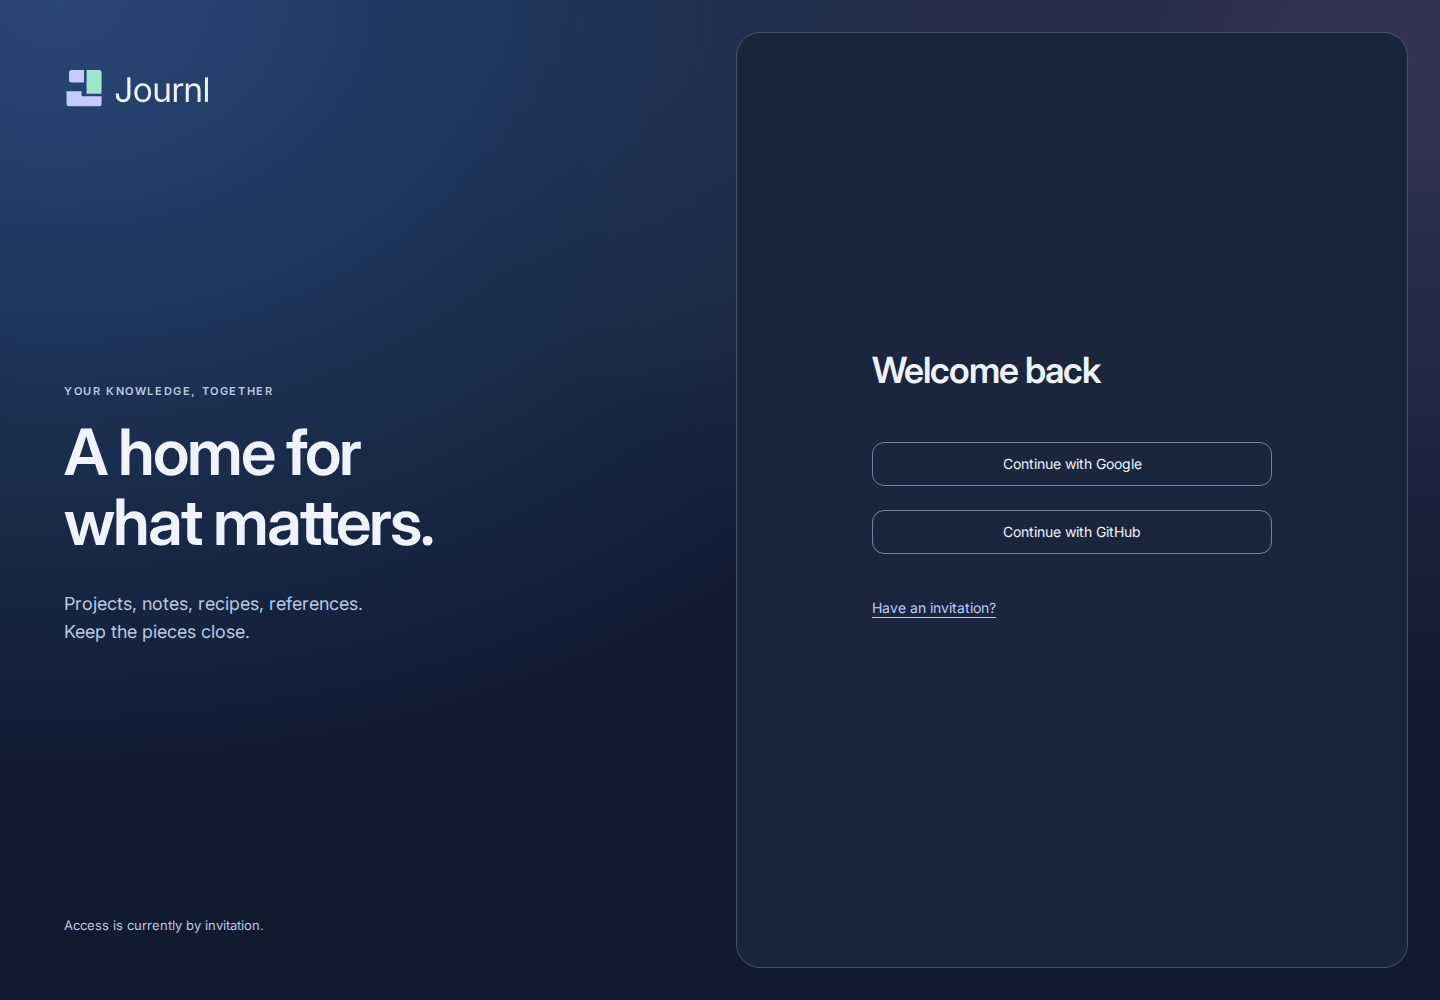 Journl
YOUR KNOWLEDGE, TOGETHER
A home for
what matters.
Projects, notes, recipes, references.
Keep the pieces close.
Access is currently by invitation.
Welcome back
Continue with Google
Continue with GitHub
Have an invitation?